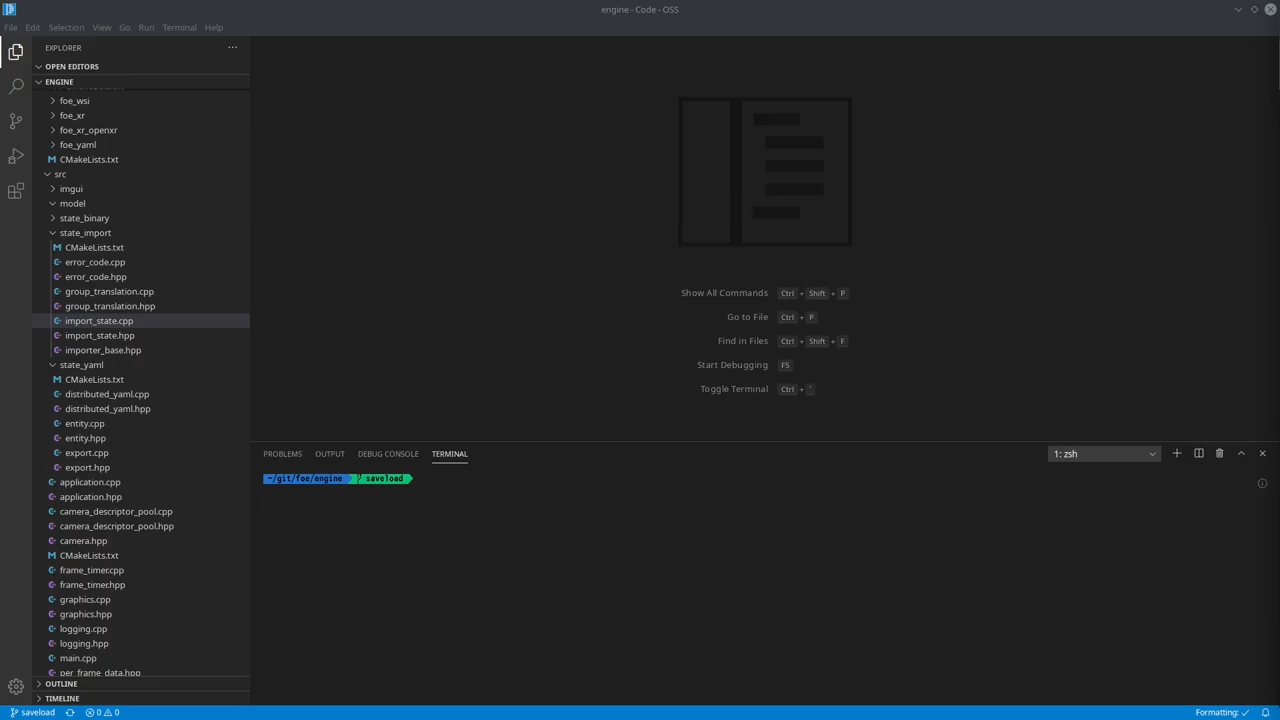 engine - Code - OSS
File Edit Selection View Go Run Terminal Help
EXPLORER
OPEN EDITORS
ENGINE
foe_wsi
foe_xr
foe_xr_openxr
foe_yaml
CMakeLists.txt
src
imgui
model
state_binary
state_import
CMakeLists.txt
error_code.cpp
error_code.hpp
group_translation.cpp
group_translation.hpp
import_state.cpp
import_state.hpp
importer_base.hpp
state_yaml
CMakeLists.txt
distributed_yaml.cpp
distributed_yaml.hpp
entity.cpp
entity.hpp
export.cpp
export.hpp
application.cpp
application.hpp
camera_descriptor_pool.cpp
camera_descriptor_pool.hpp
camera.hpp
CMakeLists.txt
frame_timer.cpp
frame_timer.hpp
graphics.cpp
graphics.hpp
logging.cpp
logging.hpp
main.cpp
per_frame_data.hpp
OUTLINE
TIMELINE
Show All Commands Ctrl + Shift + P
Go to File Ctrl + P
Find in Files Ctrl + Shift + F
Start Debugging F5
Toggle Terminal Ctrl + `
PROBLEMS OUTPUT DEBUG CONSOLE TERMINAL
1: zsh
~/git/foe/engine saveload
saveload 0 0
Formatting: ✓